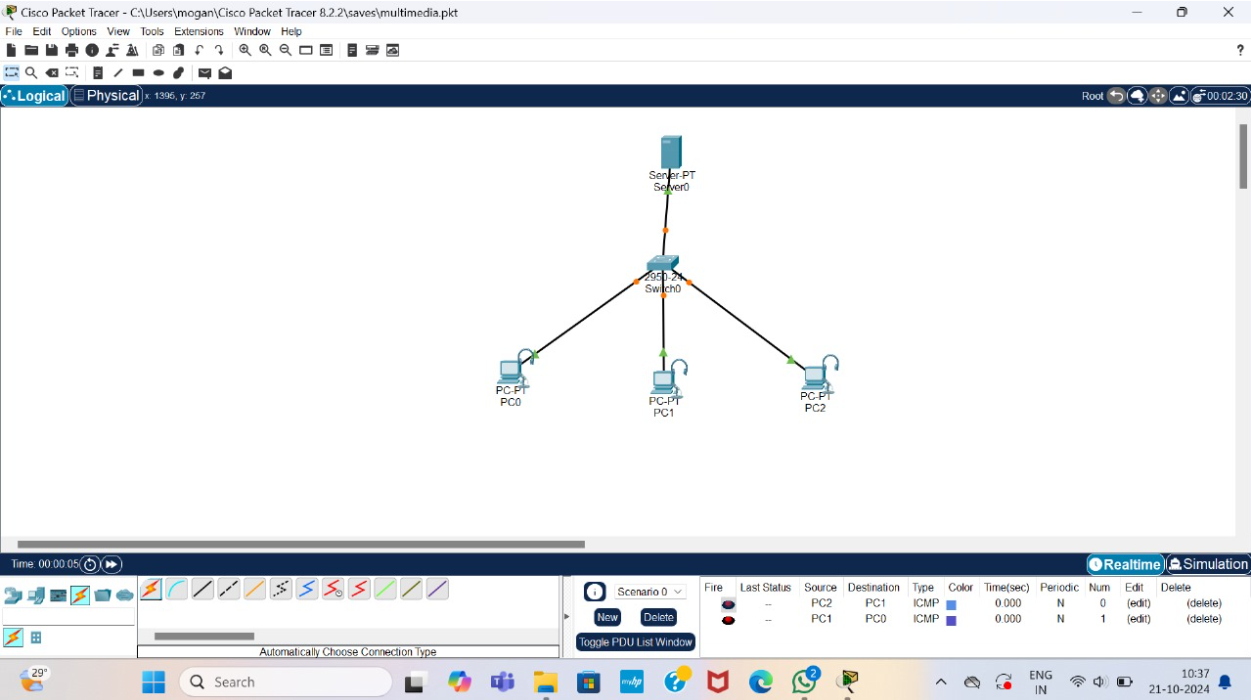 Cisco Packet Tracer - C:\Users\mogan\Cisco Packet Tracer 8.2.2\saves\multimedia.pkt
File Edit Options View Tools Extensions Window Help
?
Logical Physical x: 1395, y: 257 Root 00:02:30
Server-PT
Server0
2950-24
Switch0
PC-PT
PC0
PC-PT
PC1
PC-PT
PC2
Time: 00:00:05 Realtime Simulation
Automatically Choose Connection Type
Scenario 0
New Delete
Toggle PDU List Window
Fire Last Status Source Destination Type Color Time(sec) Periodic Num Edit Delete
-- PC2 PC1 ICMP 0.000 N 0 (edit) (delete)
-- PC1 PC0 ICMP 0.000 N 1 (edit) (delete)
29°
Search
myhp
2
ENG
IN
10:37
21-10-2024